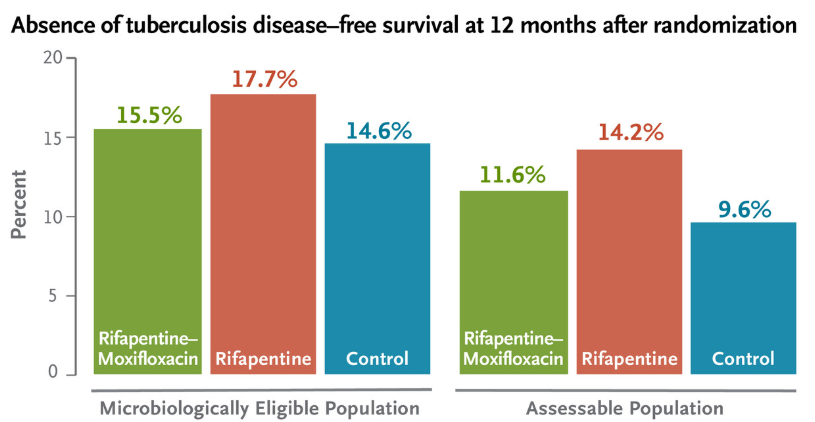 Absence of tuberculosis disease–free survival at 12 months after randomization
Percent
20
15
10
5
0
15.5%
17.7%
14.6%
11.6%
14.2%
9.6%
Rifapentine–
Moxifloxacin
Rifapentine
Control
Rifapentine–
Moxifloxacin
Rifapentine
Control
Microbiologically Eligible Population
Assessable Population